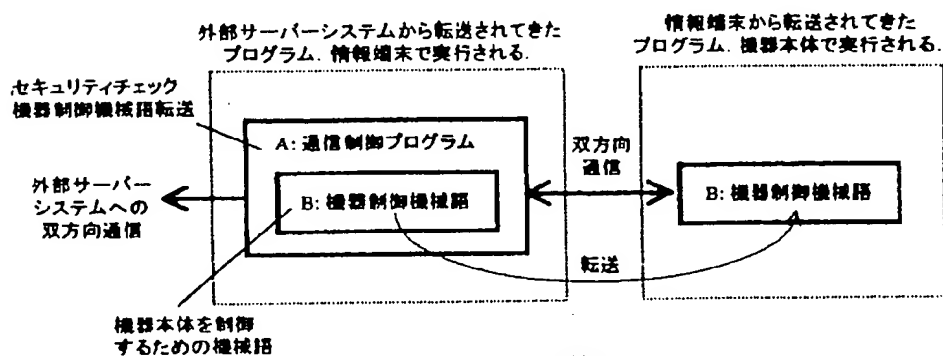 外部サーバーシステムから転送されてきた
プログラム. 情報端末で実行される.
情報端末から転送されてきた
プログラム. 機器本体で実行される.
セキュリティチェック
機器制御機械語転送
A: 通信制御プログラム
B: 機器制御機械語
双方向
通信
B: 機器制御機械語
外部サーバー
システムへの
双方向通信
転送
機器本体を制御
するための機械語